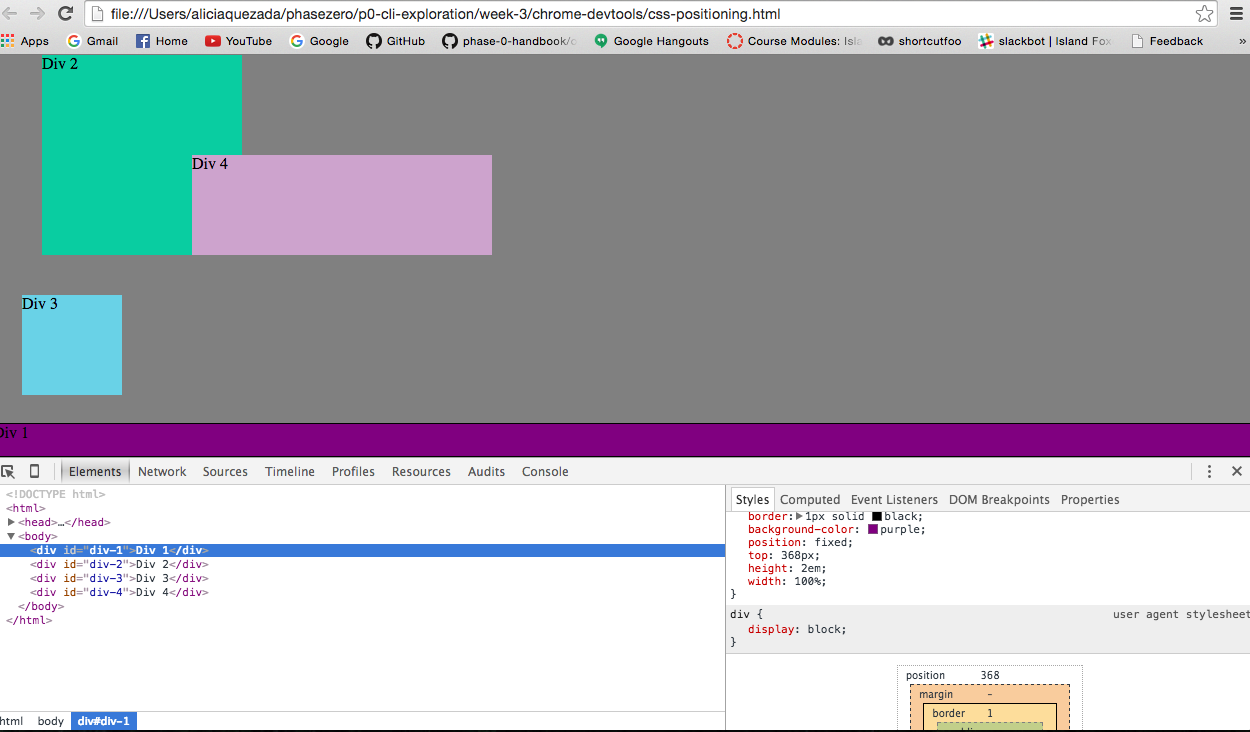 file:///Users/aliciaquezada/phasezero/p0-cli-exploration/week-3/chrome-devtools/css-positioning.html
Apps Gmail Home YouTube Google GitHub phase-0-handbook/c Google Hangouts Course Modules: Isla shortcutfoo slackbot | Island Fox Feedback »
Div 2
Div 4
Div 3
Div 1
Elements Network Sources Timeline Profiles Resources Audits Console
<!DOCTYPE html>
<html>
<head>…</head>
<body>
<div id="div-1">Div 1</div>
<div id="div-2">Div 2</div>
<div id="div-3">Div 3</div>
<div id="div-4">Div 4</div>
</body>
</html>
html body div#div-1
Styles Computed Event Listeners DOM Breakpoints Properties
border: 1px solid black;
background-color: purple;
position: fixed;
top: 368px;
height: 2em;
width: 100%;
}
div { user agent stylesheet
display: block;
}
position 368
margin -
border 1